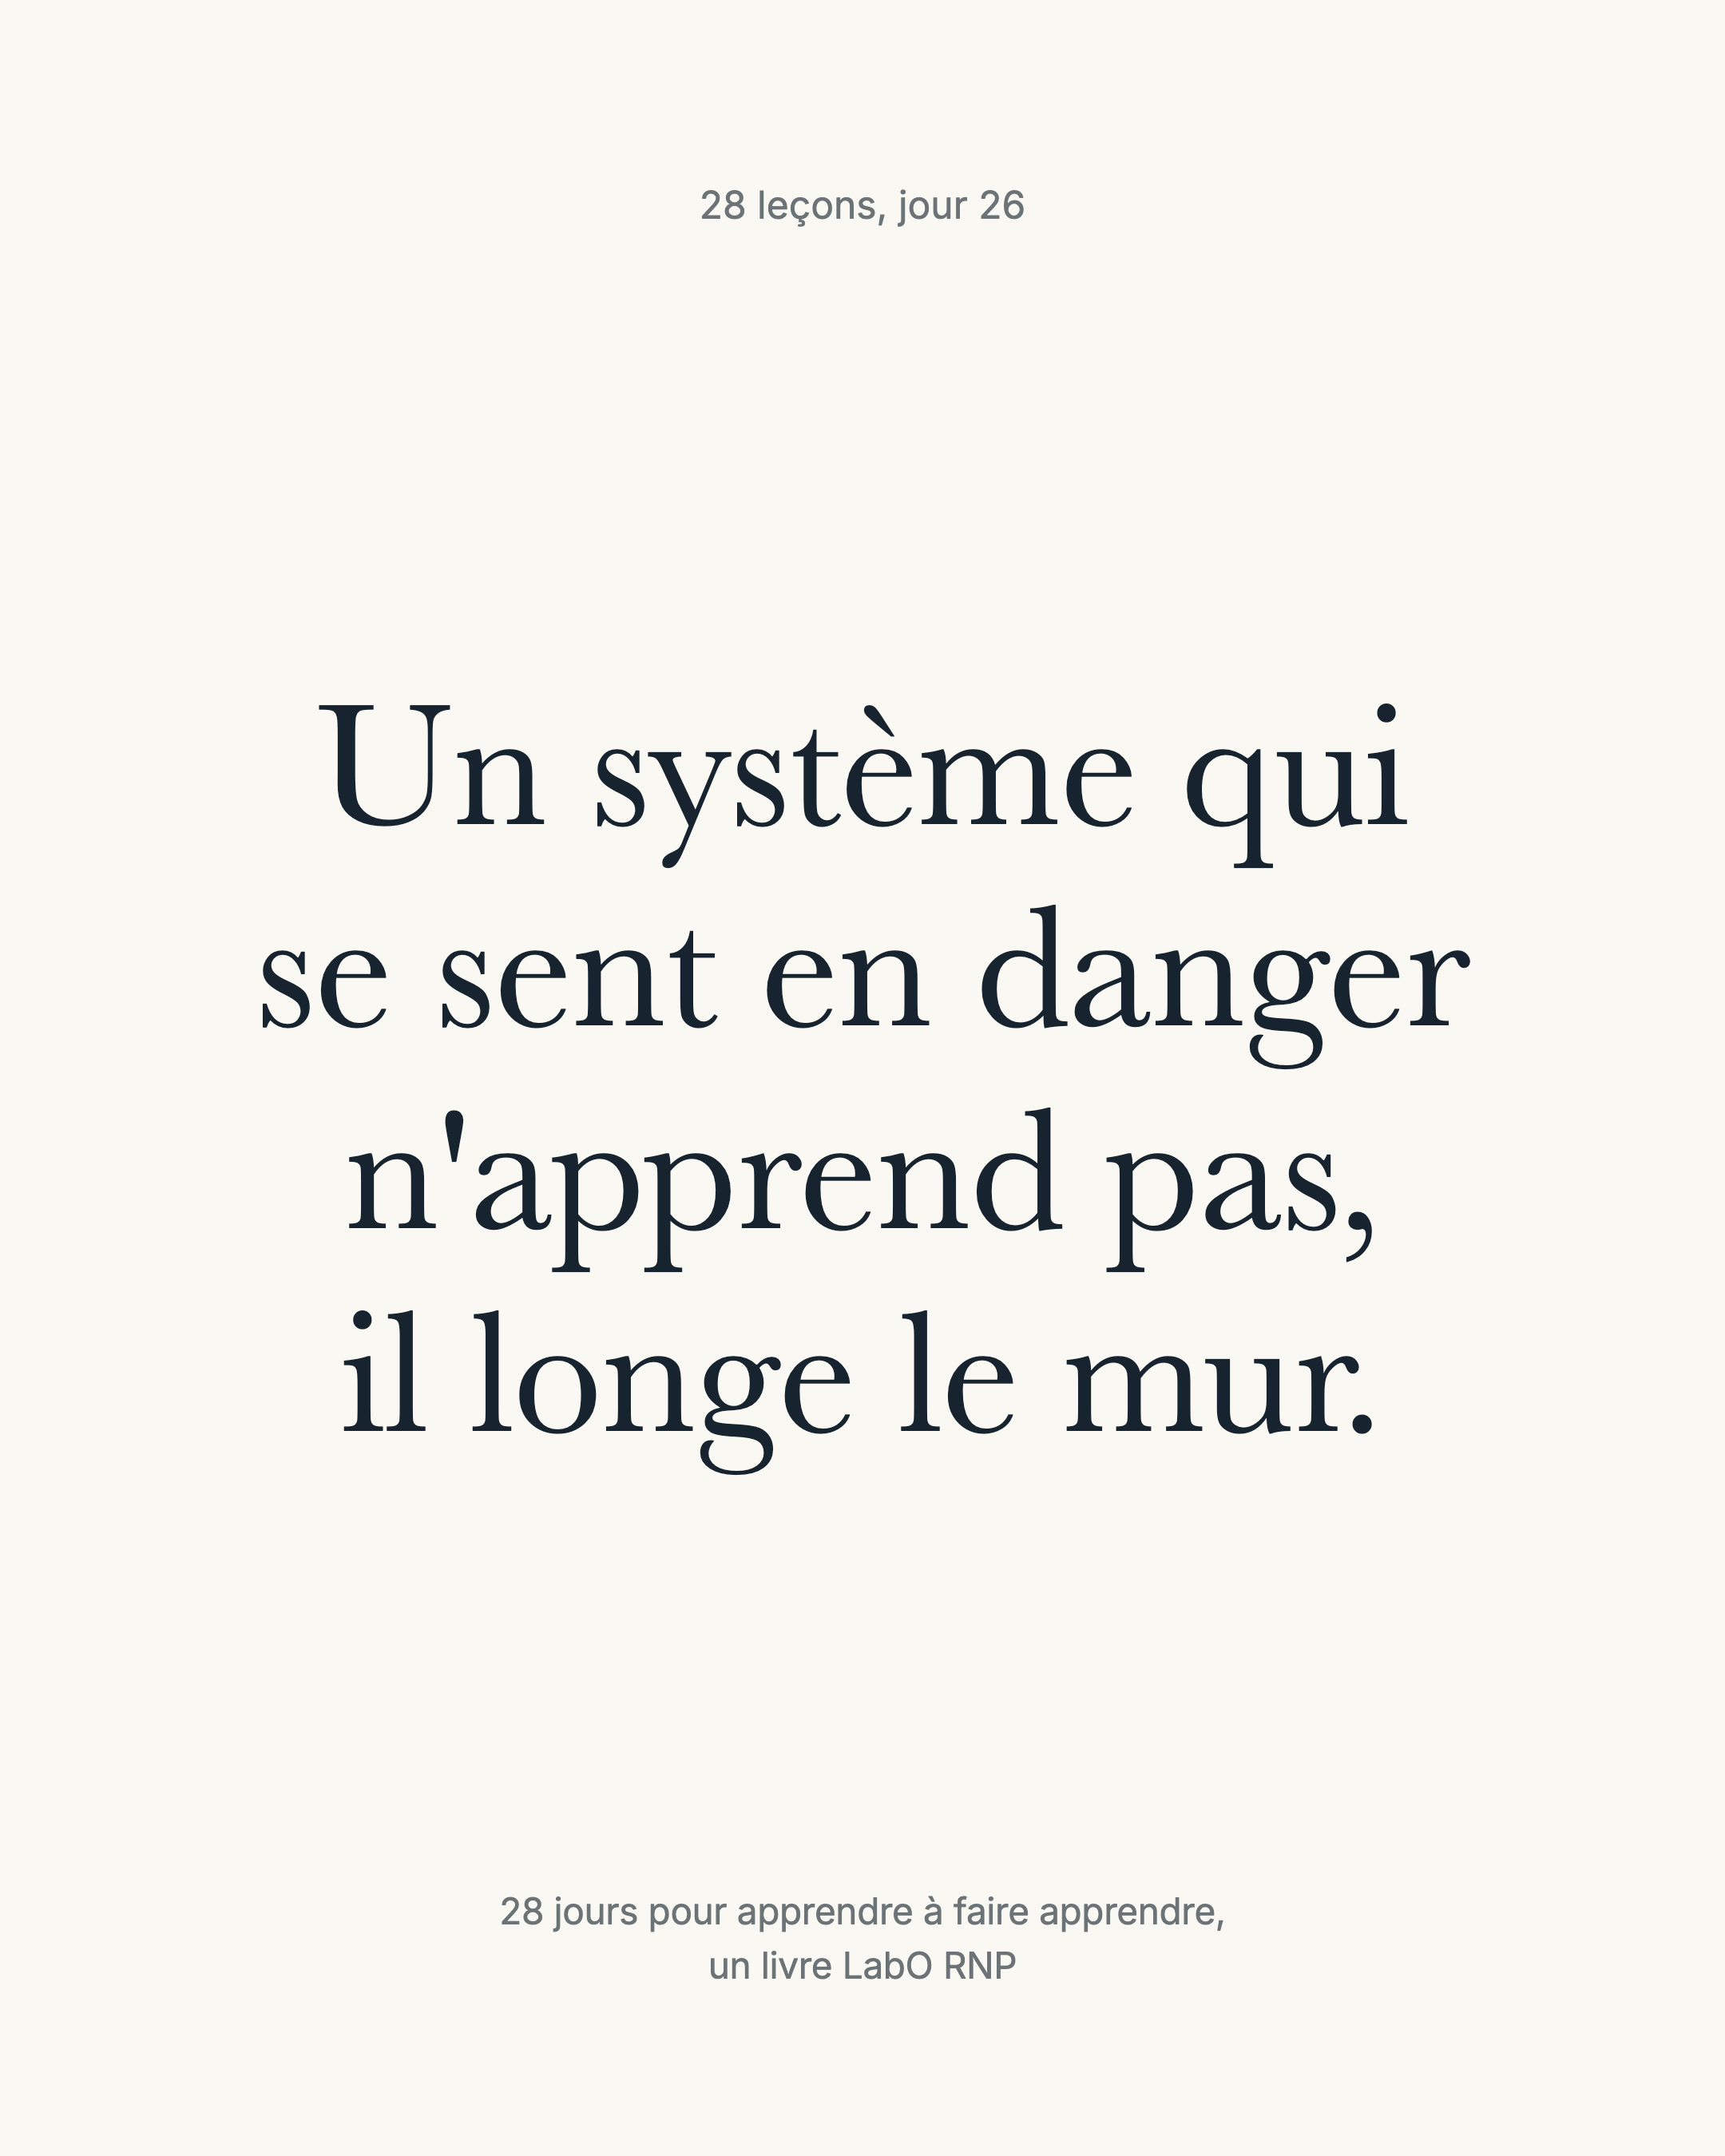 28 leçons, jour 26
Un système qui
se sent en danger
n'apprend pas,
il longe le mur.
28 jours pour apprendre à faire apprendre,
un livre LabO RNP